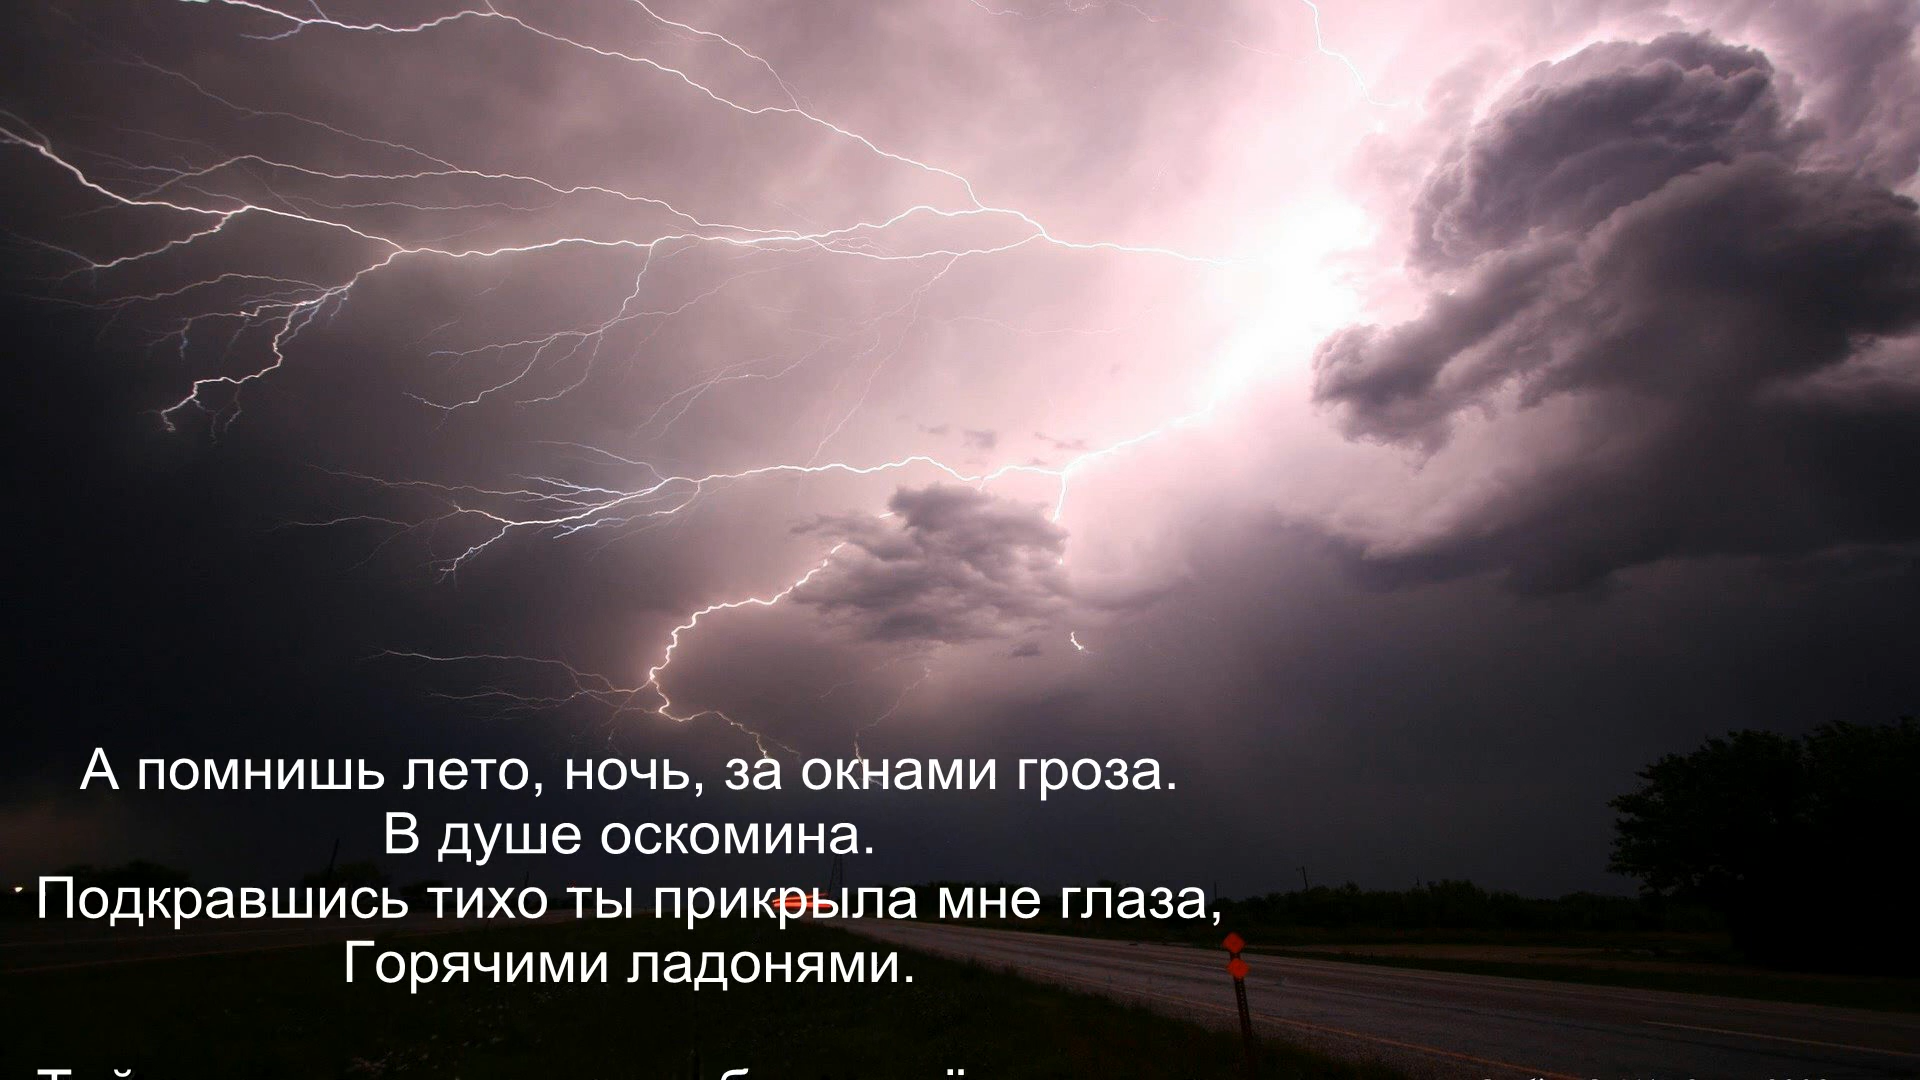 А помнишь лето, ночь, за окнами гроза.
В душе оскомина.
Подкравшись тихо ты прикрыла мне глаза,
Горячими ладонями.